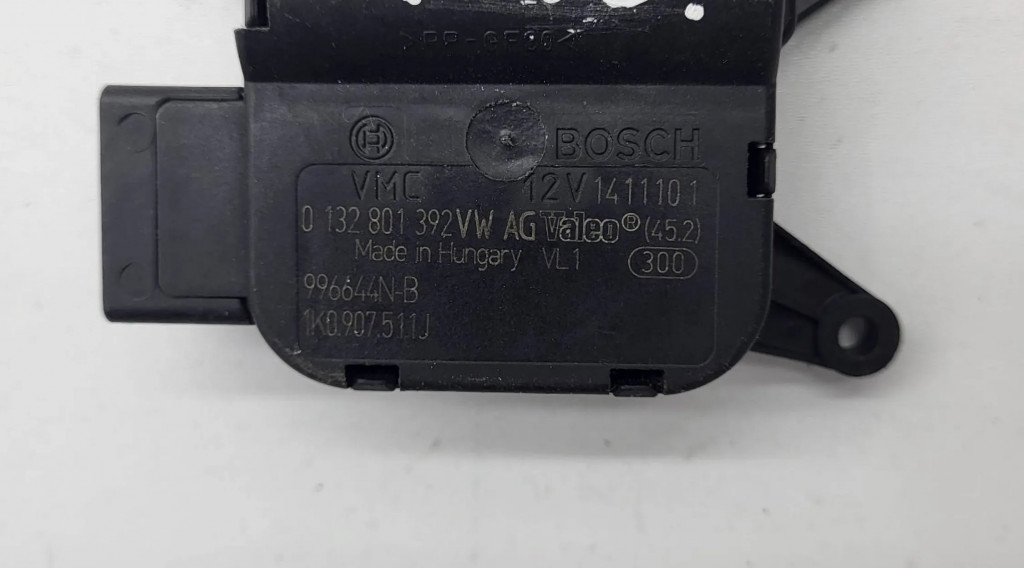 BOSCH
VMC 12V 1411101
0 132 801 392 VW AG Valeo® (45.2)
Made in Hungary VL1 300
996644N-B
1K0.907.511J